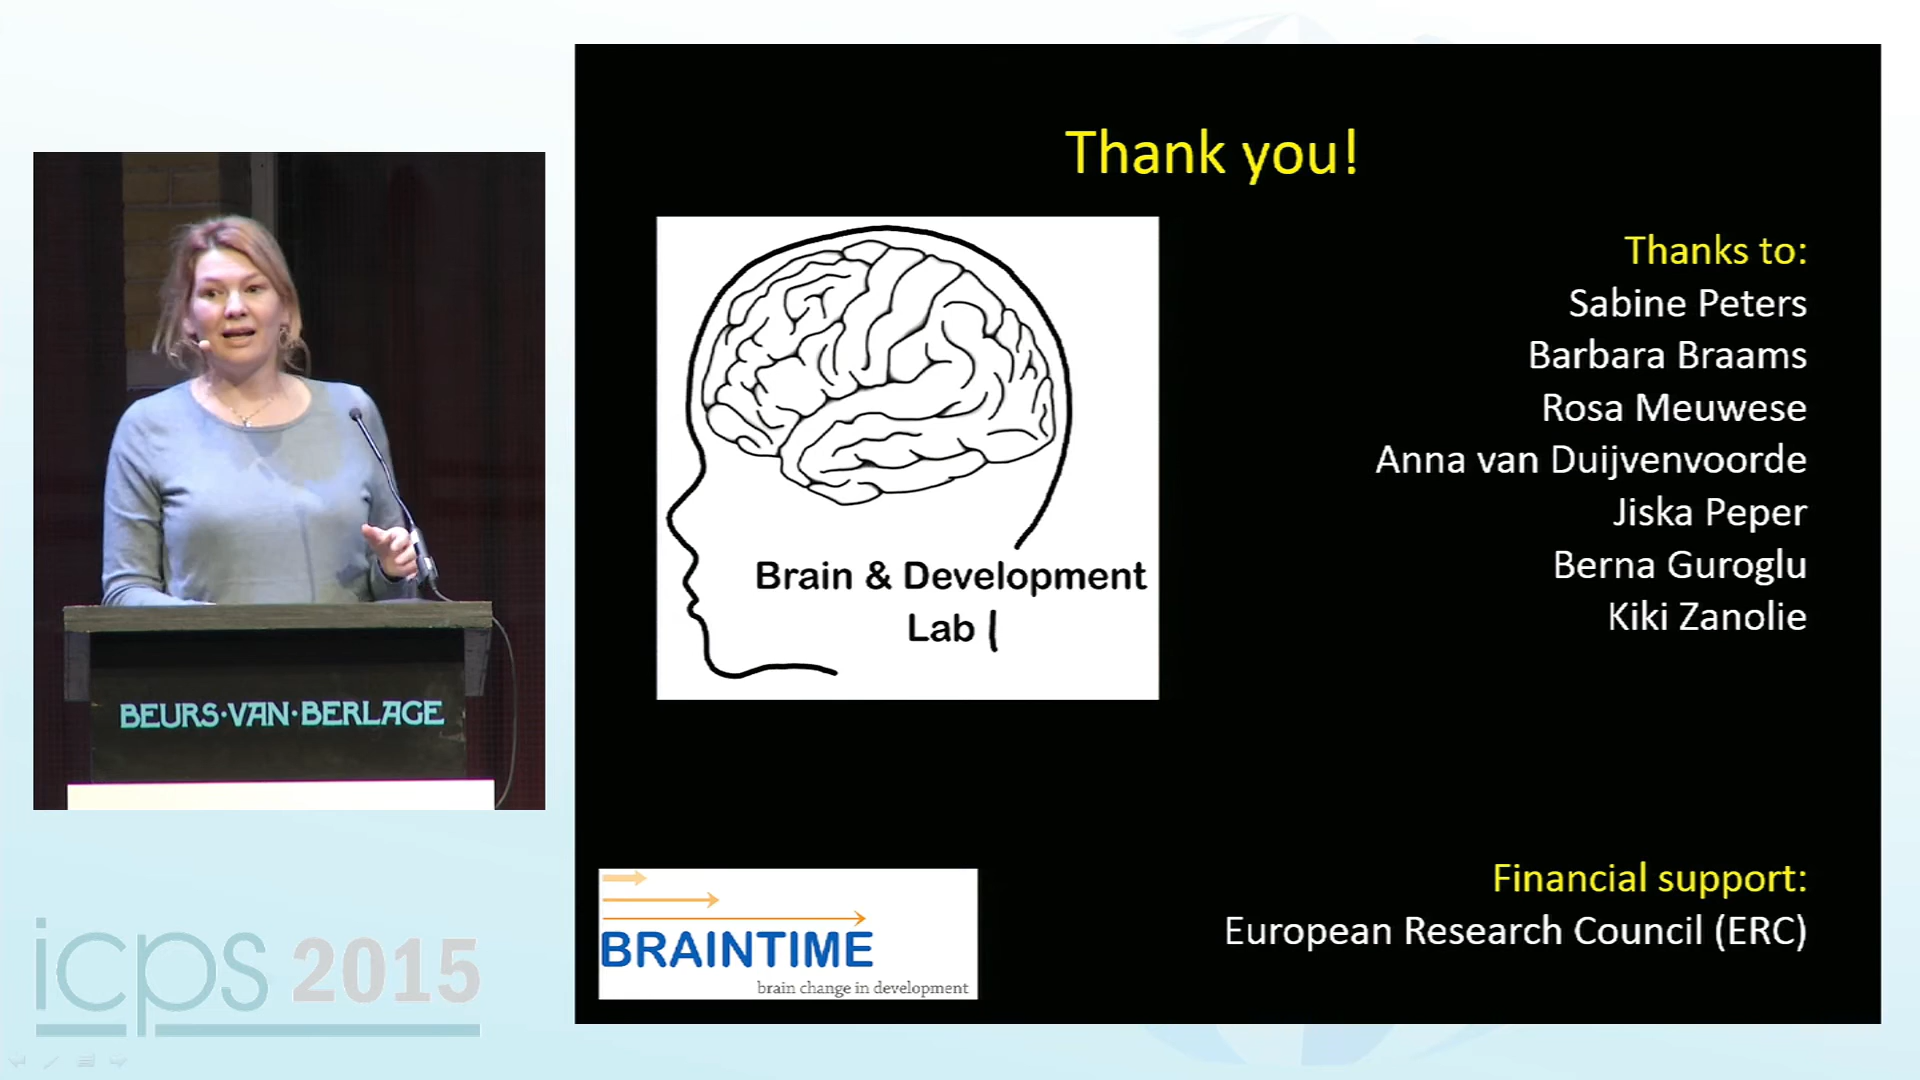 Thank you!
Thanks to:
Sabine Peters
Barbara Braams
Rosa Meuwese
Anna van Duijvenvoorde
Jiska Peper
Berna Guroglu
Kiki Zanolie
Brain & Development
Lab
BEURS·VAN·BERLAGE
Financial support:
European Research Council (ERC)
BRAINTIME
brain change in development
icps 2015